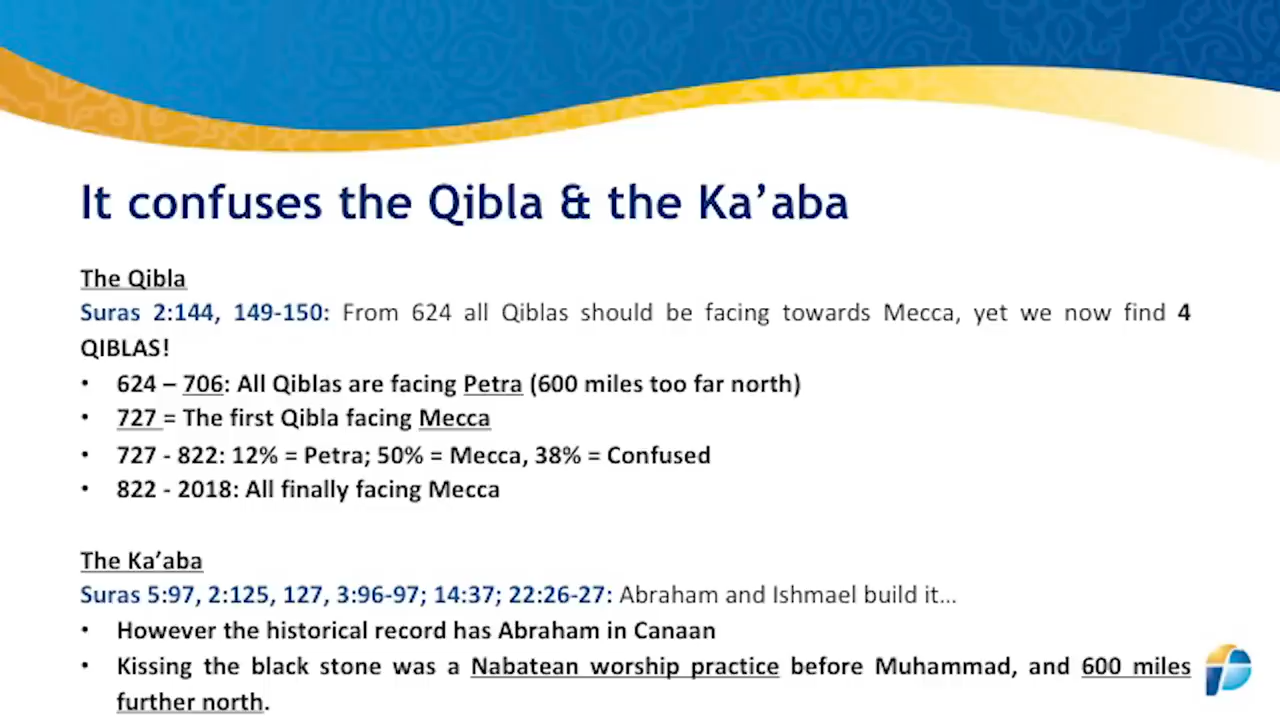 It confuses the Qibla & the Ka’aba
The Qibla
Suras 2:144, 149-150: From 624 all Qiblas should be facing towards Mecca, yet we now find 4
QIBLAS!
• 624 – 706: All Qiblas are facing Petra (600 miles too far north)
• 727 = The first Qibla facing Mecca
• 727 - 822: 12% = Petra; 50% = Mecca, 38% = Confused
• 822 - 2018: All finally facing Mecca
The Ka’aba
Suras 5:97, 2:125, 127, 3:96-97; 14:37; 22:26-27: Abraham and Ishmael build it…
• However the historical record has Abraham in Canaan
• Kissing the black stone was a Nabatean worship practice before Muhammad, and 600 miles
further north.